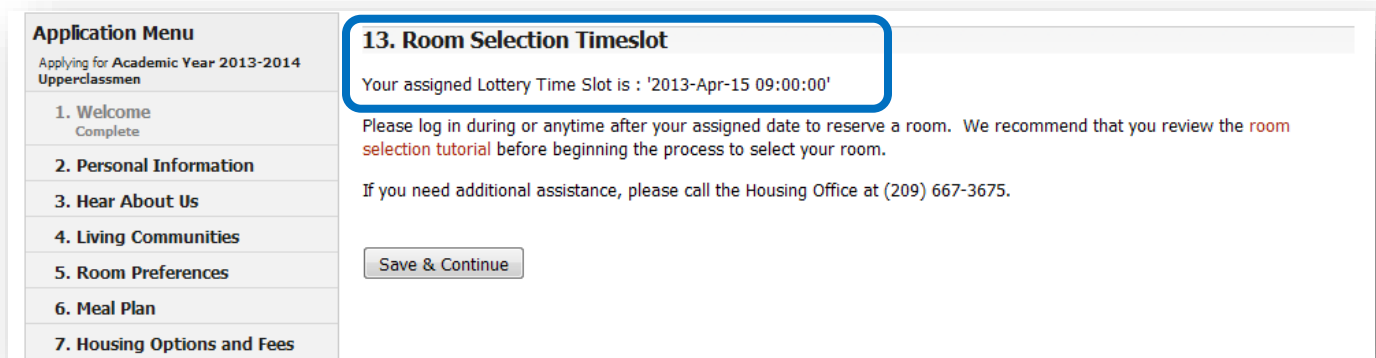 Application Menu
Applying for Academic Year 2013-2014
Upperclassmen
1. Welcome
Complete
2. Personal Information
3. Hear About Us
4. Living Communities
5. Room Preferences
6. Meal Plan
7. Housing Options and Fees
13. Room Selection Timeslot
Your assigned Lottery Time Slot is : '2013-Apr-15 09:00:00'
Please log in during or anytime after your assigned date to reserve a room. We recommend that you review the room
selection tutorial before beginning the process to select your room.
If you need additional assistance, please call the Housing Office at (209) 667-3675.
Save & Continue